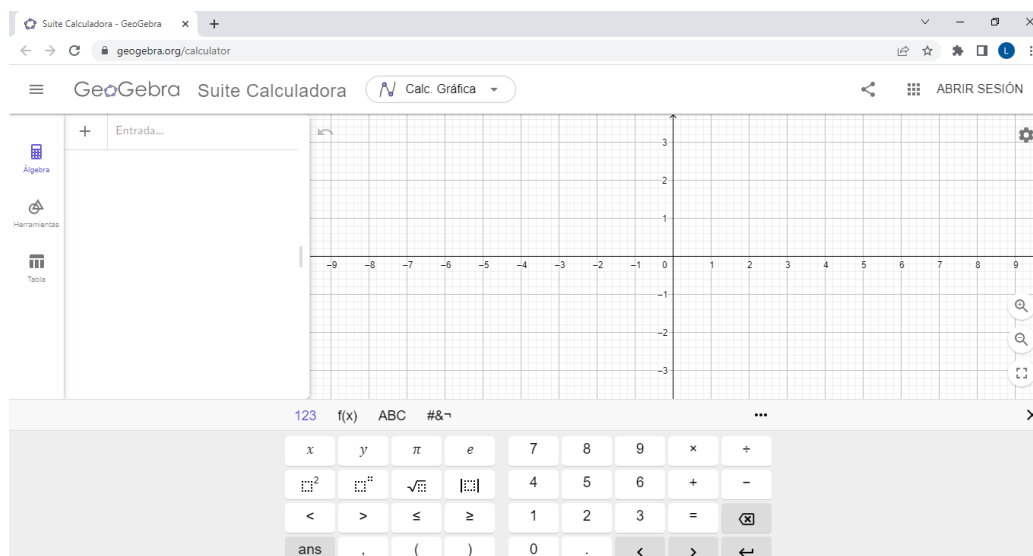 Suite Calculadora - GeoGebra
geogebra.org/calculator
L
GeoGebra Suite Calculadora Calc. Gráfica ABRIR SESIÓN
Álgebra
Herramientas
Tabla
+ Entrada...
3
2
1
−9 −8 −7 −6 −5 −4 −3 −2 −1 0 1 2 3 4 5 6 7 8 9
−1
−2
−3
123 f(x) ABC #&¬
x y π e 7 8 9 × ÷
2 √ 4 5 6 + −
< > ≤ ≥ 1 2 3 =
ans , ( ) 0 . < >